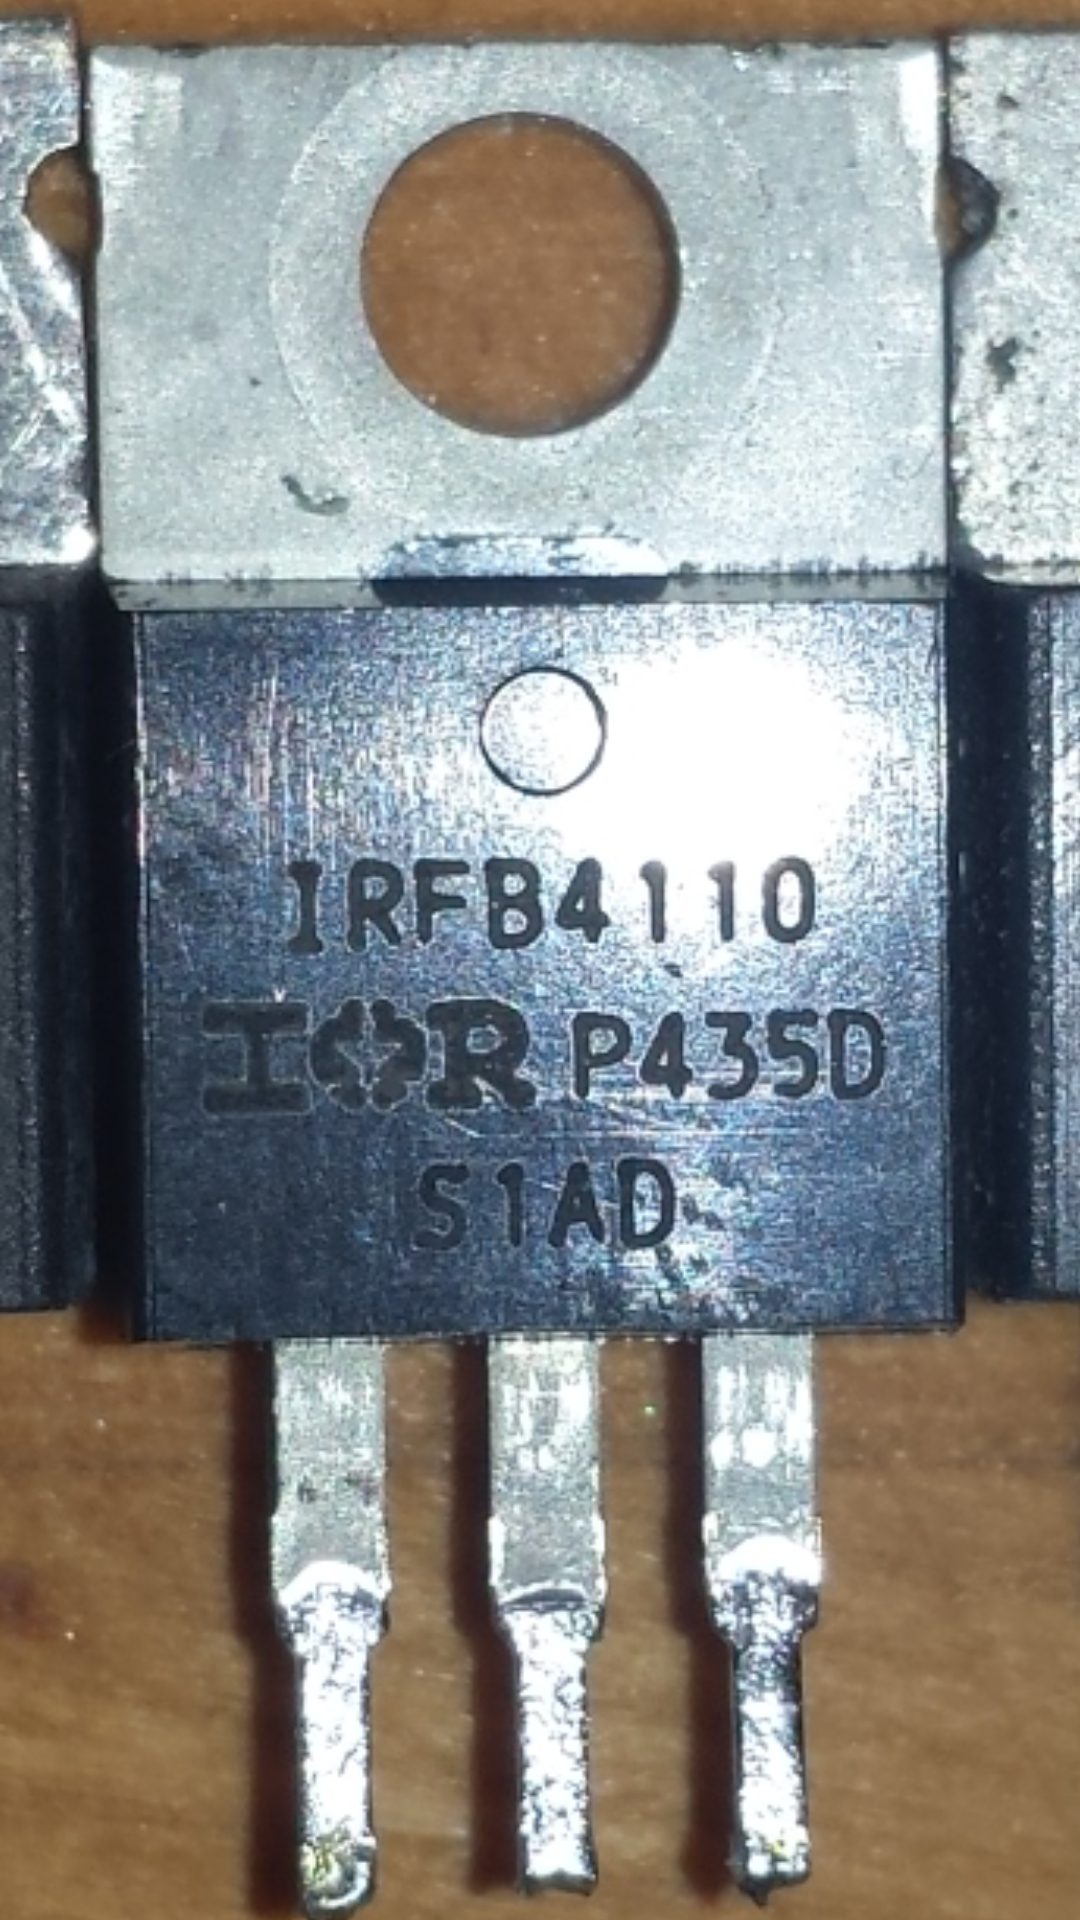 IRFB4110
IOR P435D
S1AD